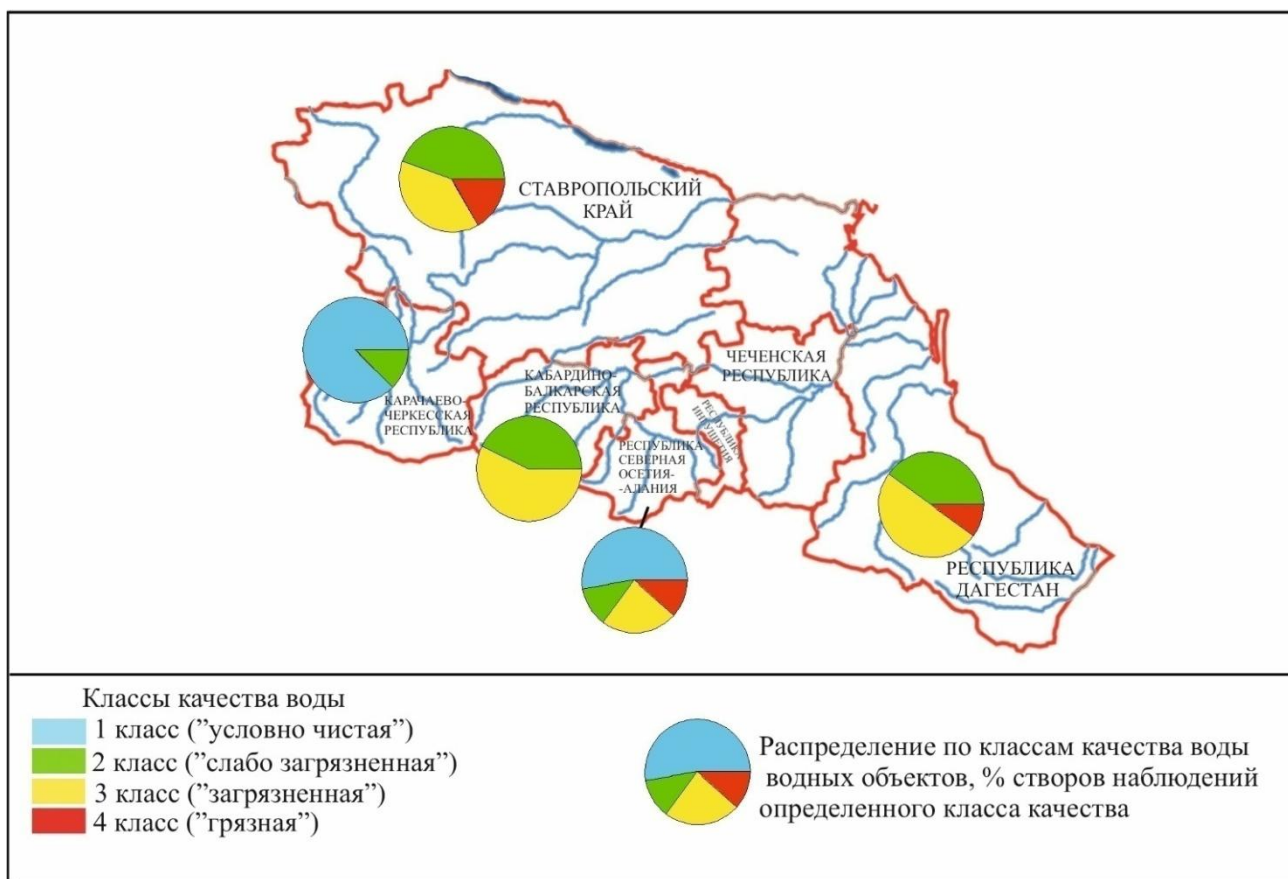 СТАВРОПОЛЬСКИЙ
КРАЙ
ЧЕЧЕНСКАЯ
РЕСПУБЛИКА
КАБАРДИНО-
БАЛКАРСКАЯ
РЕСПУБЛИКА
КАРАЧАЕВО-
ЧЕРКЕССКАЯ
РЕСПУБЛИКА
РЕСПУБЛИКА
ИНГУШЕТИЯ
РЕСПУБЛИКА
СЕВЕРНАЯ
ОСЕТИЯ-
-АЛАНИЯ
РЕСПУБЛИКА
ДАГЕСТАН
Классы качества воды
1 класс (”условно чистая”)
2 класс (”слабо загрязненная”)
3 класс (”загрязненная”)
4 класс (”грязная”)
Распределение по классам качества воды
водных объектов, % створов наблюдений
определенного класса качества